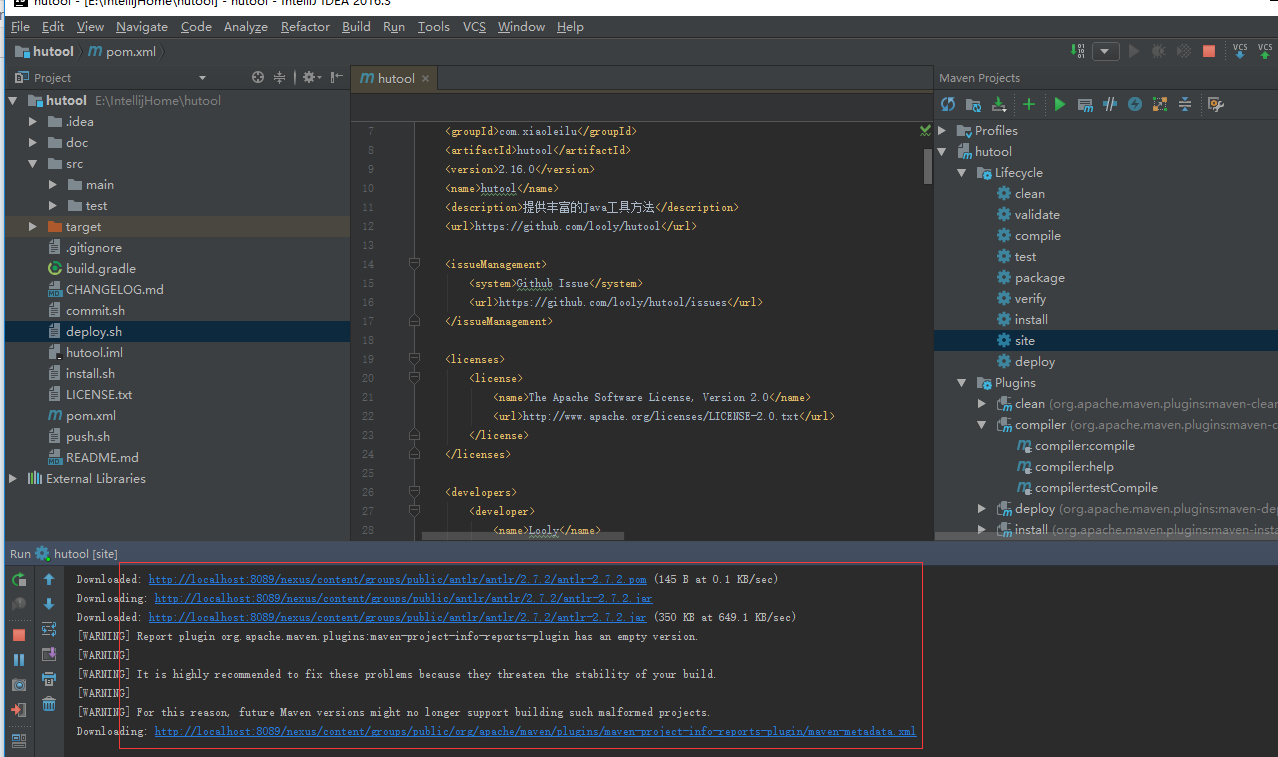 hutool - [E:\IntellijHome\hutool] - hutool - IntelliJ IDEA 2016.3
File Edit View Navigate Code Analyze Refactor Build Run Tools VCS Window Help
hutool pom.xml
VCS VCS
Project
hutool
Maven Projects
hutool E:\IntellijHome\hutool
.idea
doc
src
main
test
target
.gitignore
build.gradle
CHANGELOG.md
commit.sh
deploy.sh
hutool.iml
install.sh
LICENSE.txt
pom.xml
push.sh
README.md
External Libraries
7 <groupId>com.xiaoleilu</groupId>
8 <artifactId>hutool</artifactId>
9 <version>2.16.0</version>
10 <name>hutool</name>
11 <description>提供丰富的Java工具方法</description>
12 <url>https://github.com/looly/hutool</url>
13
14 <issueManagement>
15 <system>Github Issue</system>
16 <url>https://github.com/looly/hutool/issues</url>
17 </issueManagement>
18
19 <licenses>
20 <license>
21 <name>The Apache Software License, Version 2.0</name>
22 <url>http://www.apache.org/licenses/LICENSE-2.0.txt</url>
23 </license>
24 </licenses>
25
26 <developers>
27 <developer>
28 <name>Looly</name>
Profiles
hutool
Lifecycle
clean
validate
compile
test
package
verify
install
site
deploy
Plugins
clean (org.apache.maven.plugins:maven-clean
compiler (org.apache.maven.plugins:maven-c
compiler:compile
compiler:help
compiler:testCompile
deploy (org.apache.maven.plugins:maven-dep
install (org.apache.maven.plugins:maven-insta
Run hutool [site]
Downloaded: http://localhost:8089/nexus/content/groups/public/antlr/antlr/2.7.2/antlr-2.7.2.pom (145 B at 0.1 KB/sec)
Downloading: http://localhost:8089/nexus/content/groups/public/antlr/antlr/2.7.2/antlr-2.7.2.jar
Downloaded: http://localhost:8089/nexus/content/groups/public/antlr/antlr/2.7.2/antlr-2.7.2.jar (350 KB at 649.1 KB/sec)
[WARNING] Report plugin org.apache.maven.plugins:maven-project-info-reports-plugin has an empty version.
[WARNING]
[WARNING] It is highly recommended to fix these problems because they threaten the stability of your build.
[WARNING]
[WARNING] For this reason, future Maven versions might no longer support building such malformed projects.
Downloading: http://localhost:8089/nexus/content/groups/public/org/apache/maven/plugins/maven-project-info-reports-plugin/maven-metadata.xml